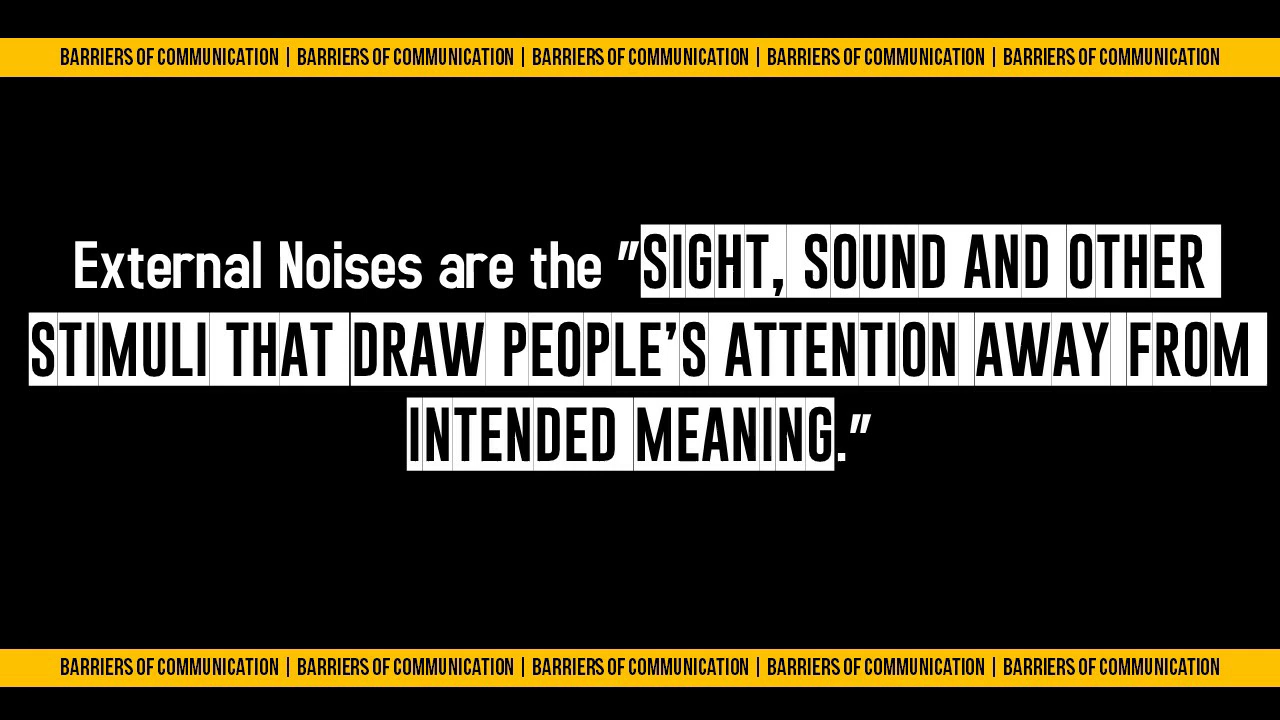 BARRIERS OF COMMUNICATION | BARRIERS OF COMMUNICATION | BARRIERS OF COMMUNICATION | BARRIERS OF COMMUNICATION | BARRIERS OF COMMUNICATION
External Noises are the "SIGHT, SOUND AND OTHER
STIMULI THAT DRAW PEOPLE'S ATTENTION AWAY FROM
INTENDED MEANING."
BARRIERS OF COMMUNICATION | BARRIERS OF COMMUNICATION | BARRIERS OF COMMUNICATION | BARRIERS OF COMMUNICATION | BARRIERS OF COMMUNICATION